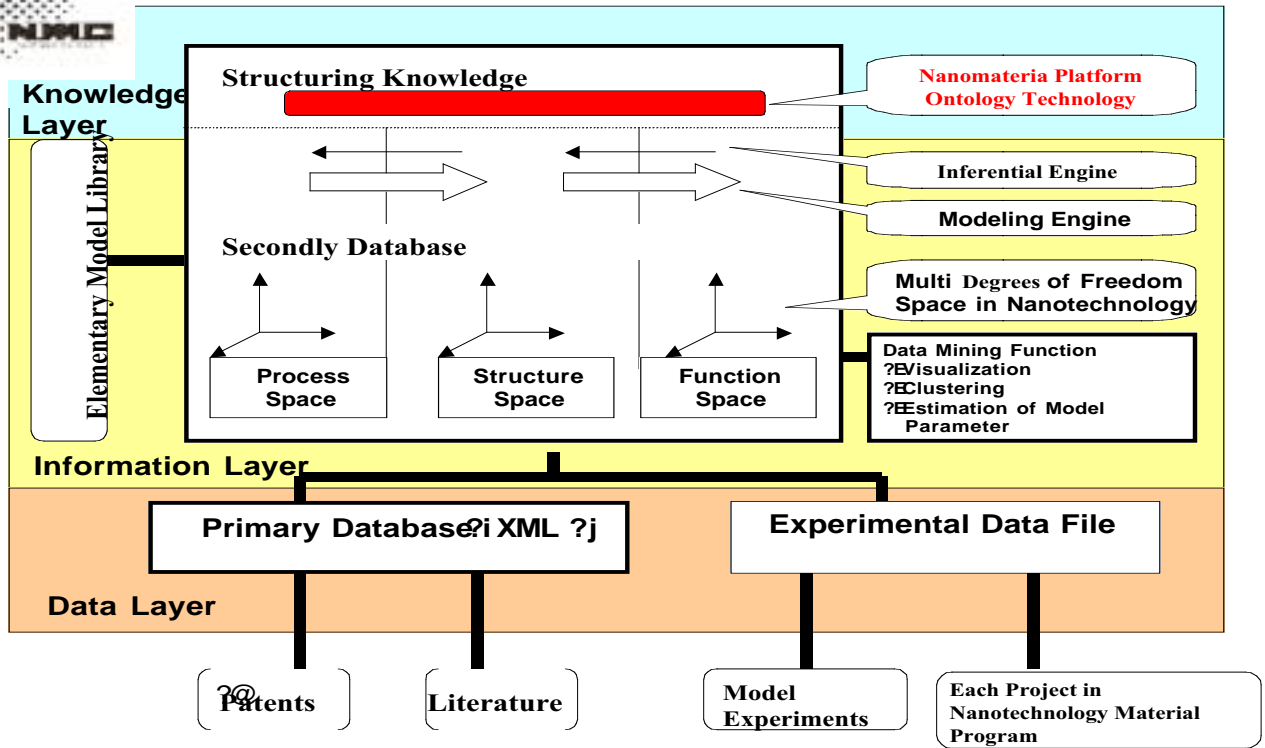 NMC
Structuring Knowledge
Nanomateria Platform
Ontology Technology
Knowledge
Layer
Elementary Model Library
Inferential Engine
Modeling Engine
Secondly Database
Multi Degrees of Freedom
Space in Nanotechnology
Process
Space
Structure
Space
Function
Space
Data Mining Function
?EVisualization
?EClustering
?EEstimation of Model
Parameter
Information Layer
Primary Database?i XML ?j
Experimental Data File
Data Layer
?@
Patents
Literature
Model
Experiments
Each Project in
Nanotechnology Material
Program